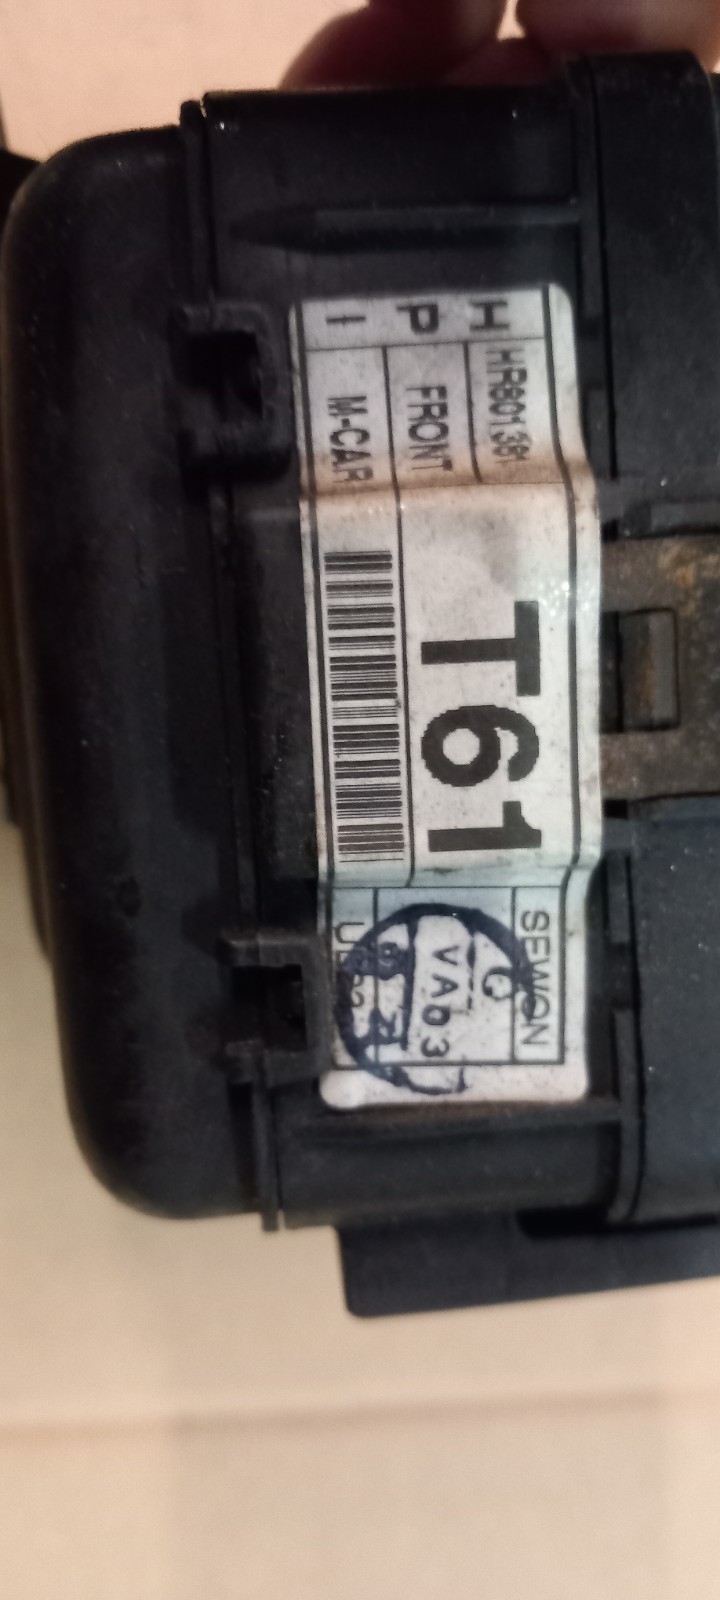 H HR801381 SEWON
P FRONT T61
I M-CAR
G
VA03